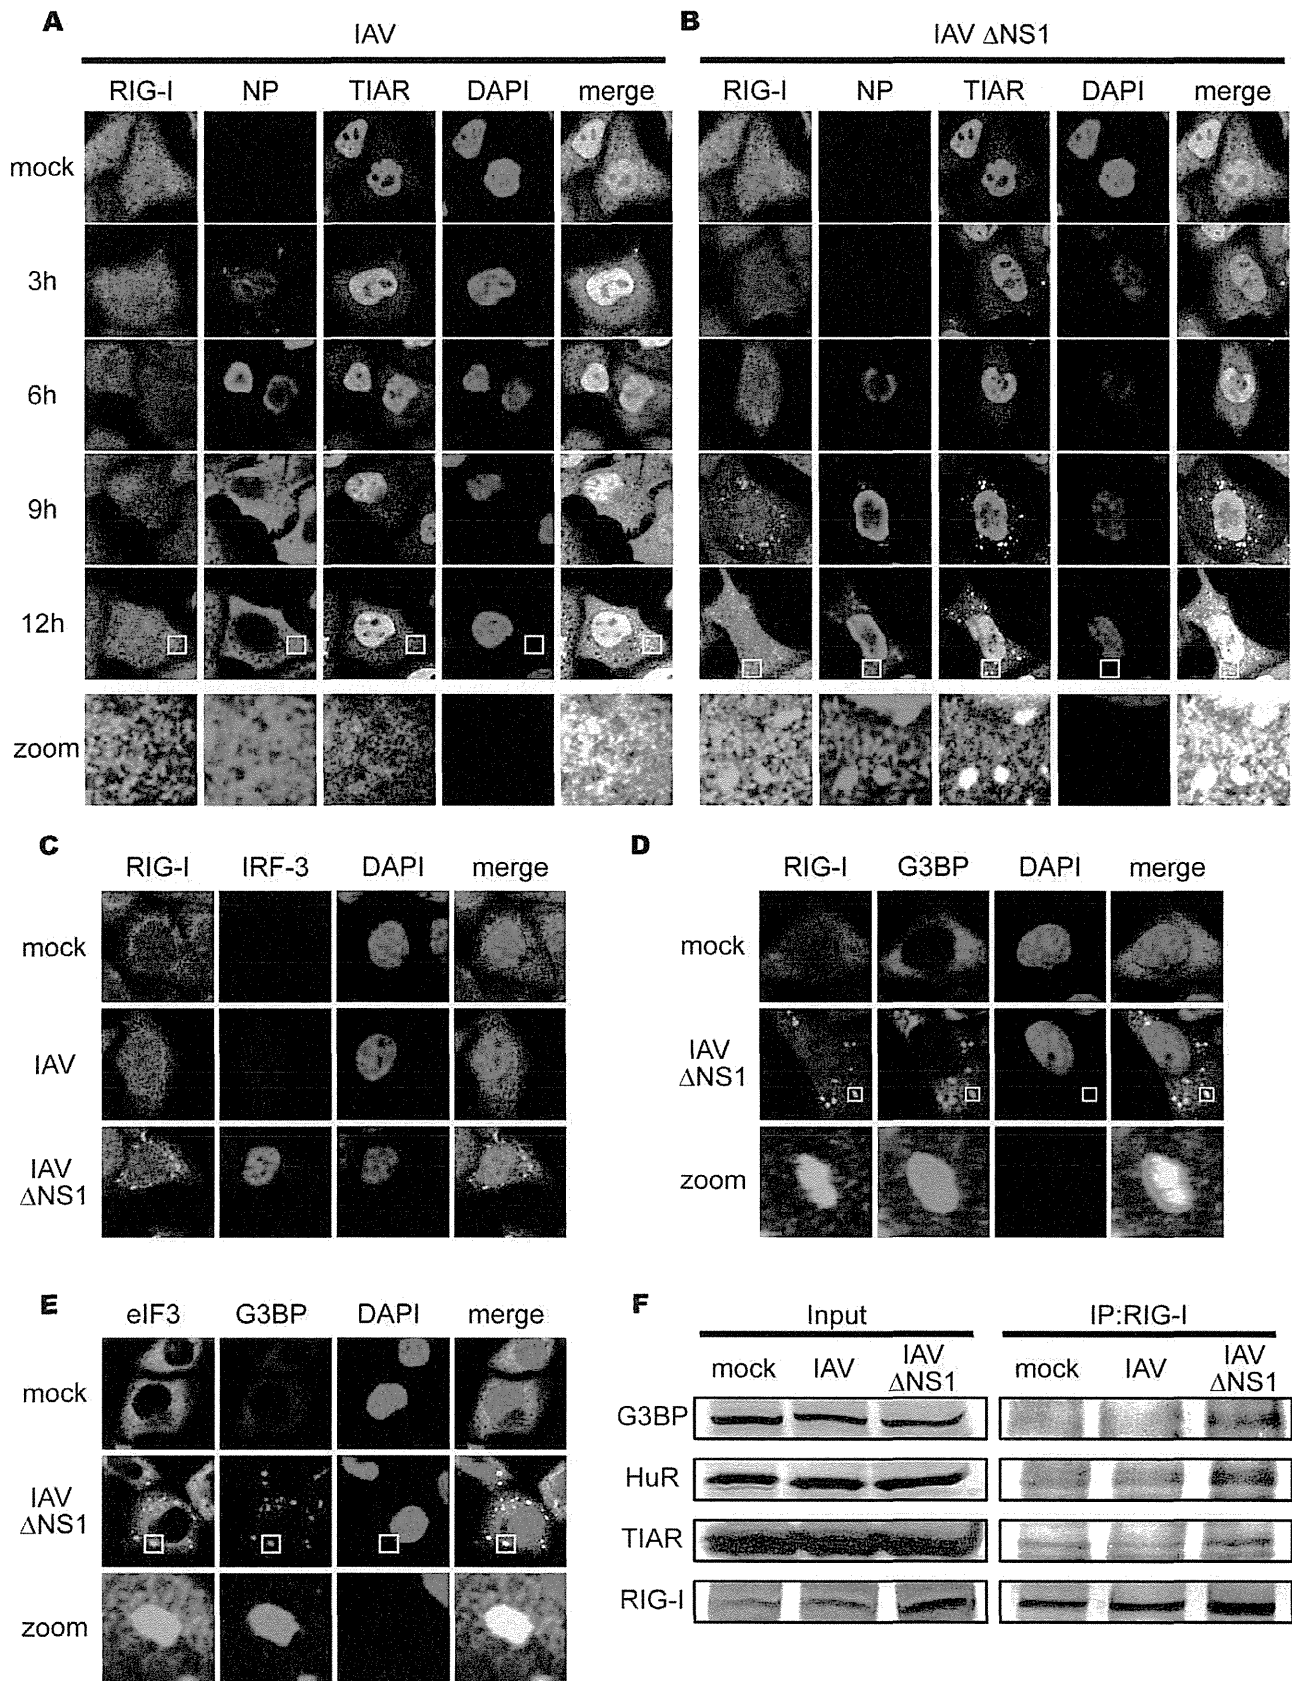 A
IAV
RIG-I NP TIAR DAPI merge
mock
3h
6h
9h
12h
zoom
B
IAV ΔNS1
RIG-I NP TIAR DAPI merge
C
RIG-I IRF-3 DAPI merge
mock
IAV
IAV
ΔNS1
D
RIG-I G3BP DAPI merge
mock
IAV
ΔNS1
zoom
E
eIF3 G3BP DAPI merge
mock
IAV
ΔNS1
zoom
F
Input IP:RIG-I
mock IAV IAV
ΔNS1
mock IAV IAV
ΔNS1
G3BP
HuR
TIAR
RIG-I